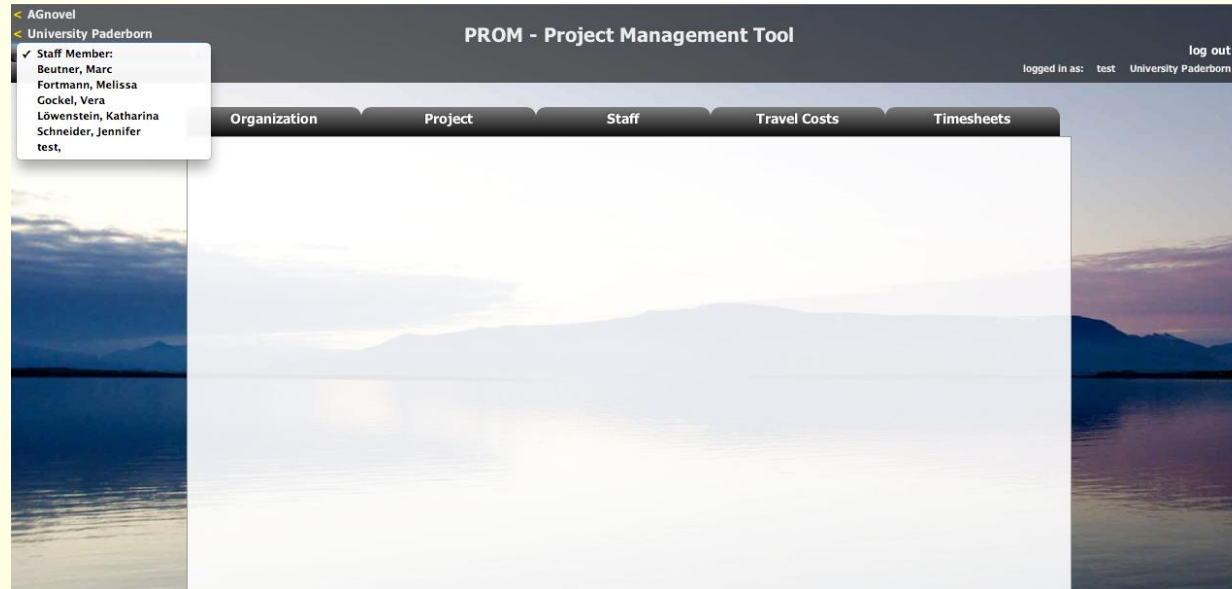 < AGnovel
< University Paderborn
PROM - Project Management Tool
log out
logged in as: test University Paderborn
✓ Staff Member:
Beutner, Marc
Fortmann, Melissa
Gockel, Vera
Löwenstein, Katharina
Schneider, Jennifer
test,
Organization Project Staff Travel Costs Timesheets